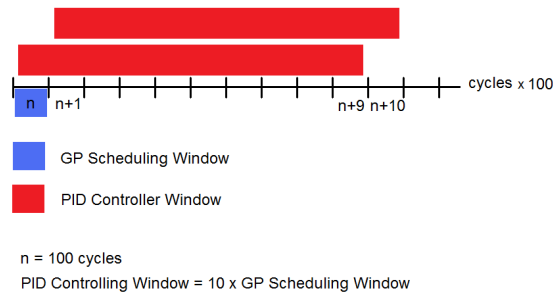 cycles x 100
n n+1 n+9 n+10
GP Scheduling Window
PID Controller Window
n = 100 cycles
PID Controlling Window = 10 x GP Scheduling Window